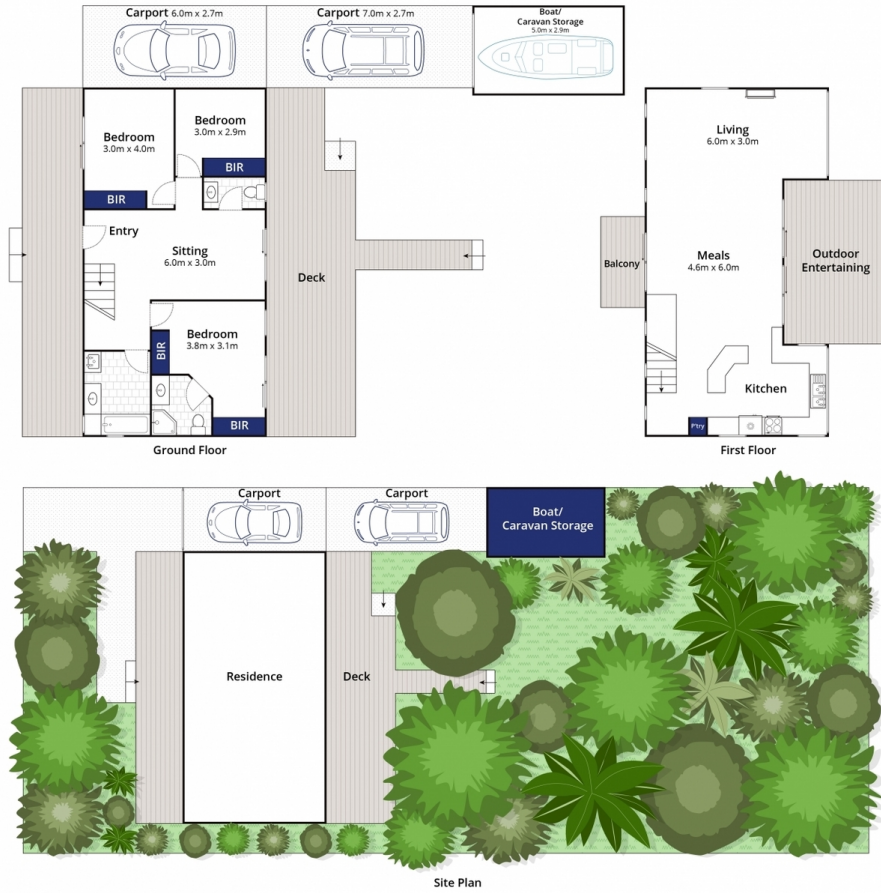 Carport 6.0m x 2.7m
Carport 7.0m x 2.7m
Boat/
Caravan Storage
5.0m x 2.9m
Bedroom
3.0m x 4.0m
Bedroom
3.0m x 2.9m
BIR
BIR
Entry
Sitting
6.0m x 3.0m
Deck
Bedroom
3.8m x 3.1m
BIR
BIR
Ground Floor
Living
6.0m x 3.0m
Balcony
Meals
4.6m x 6.0m
Outdoor
Entertaining
Kitchen
P'try
First Floor
Carport
Carport
Boat/
Caravan Storage
Residence
Deck
Site Plan